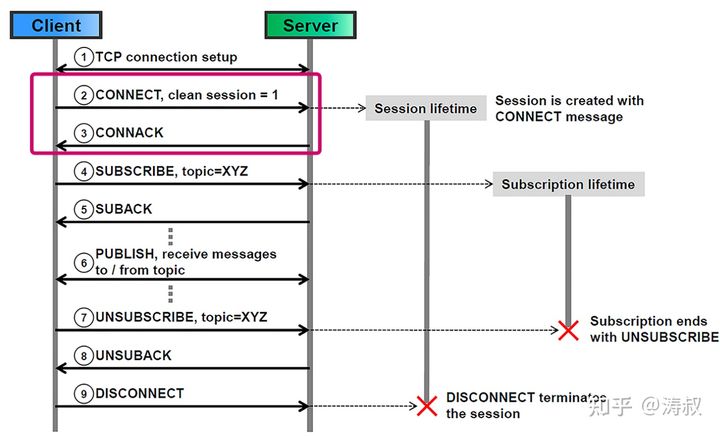 Client
Server
① TCP connection setup
② CONNECT, clean session = 1
Session lifetime
Session is created with
CONNECT message
③ CONNACK
④ SUBSCRIBE, topic=XYZ
Subscription lifetime
⑤ SUBACK
⑥ PUBLISH, receive messages
to / from topic
⑦ UNSUBSCRIBE, topic=XYZ
Subscription ends
with UNSUBSCRIBE
⑧ UNSUBACK
⑨ DISCONNECT
DISCONNECT terminates
the session
知乎 @涛叔